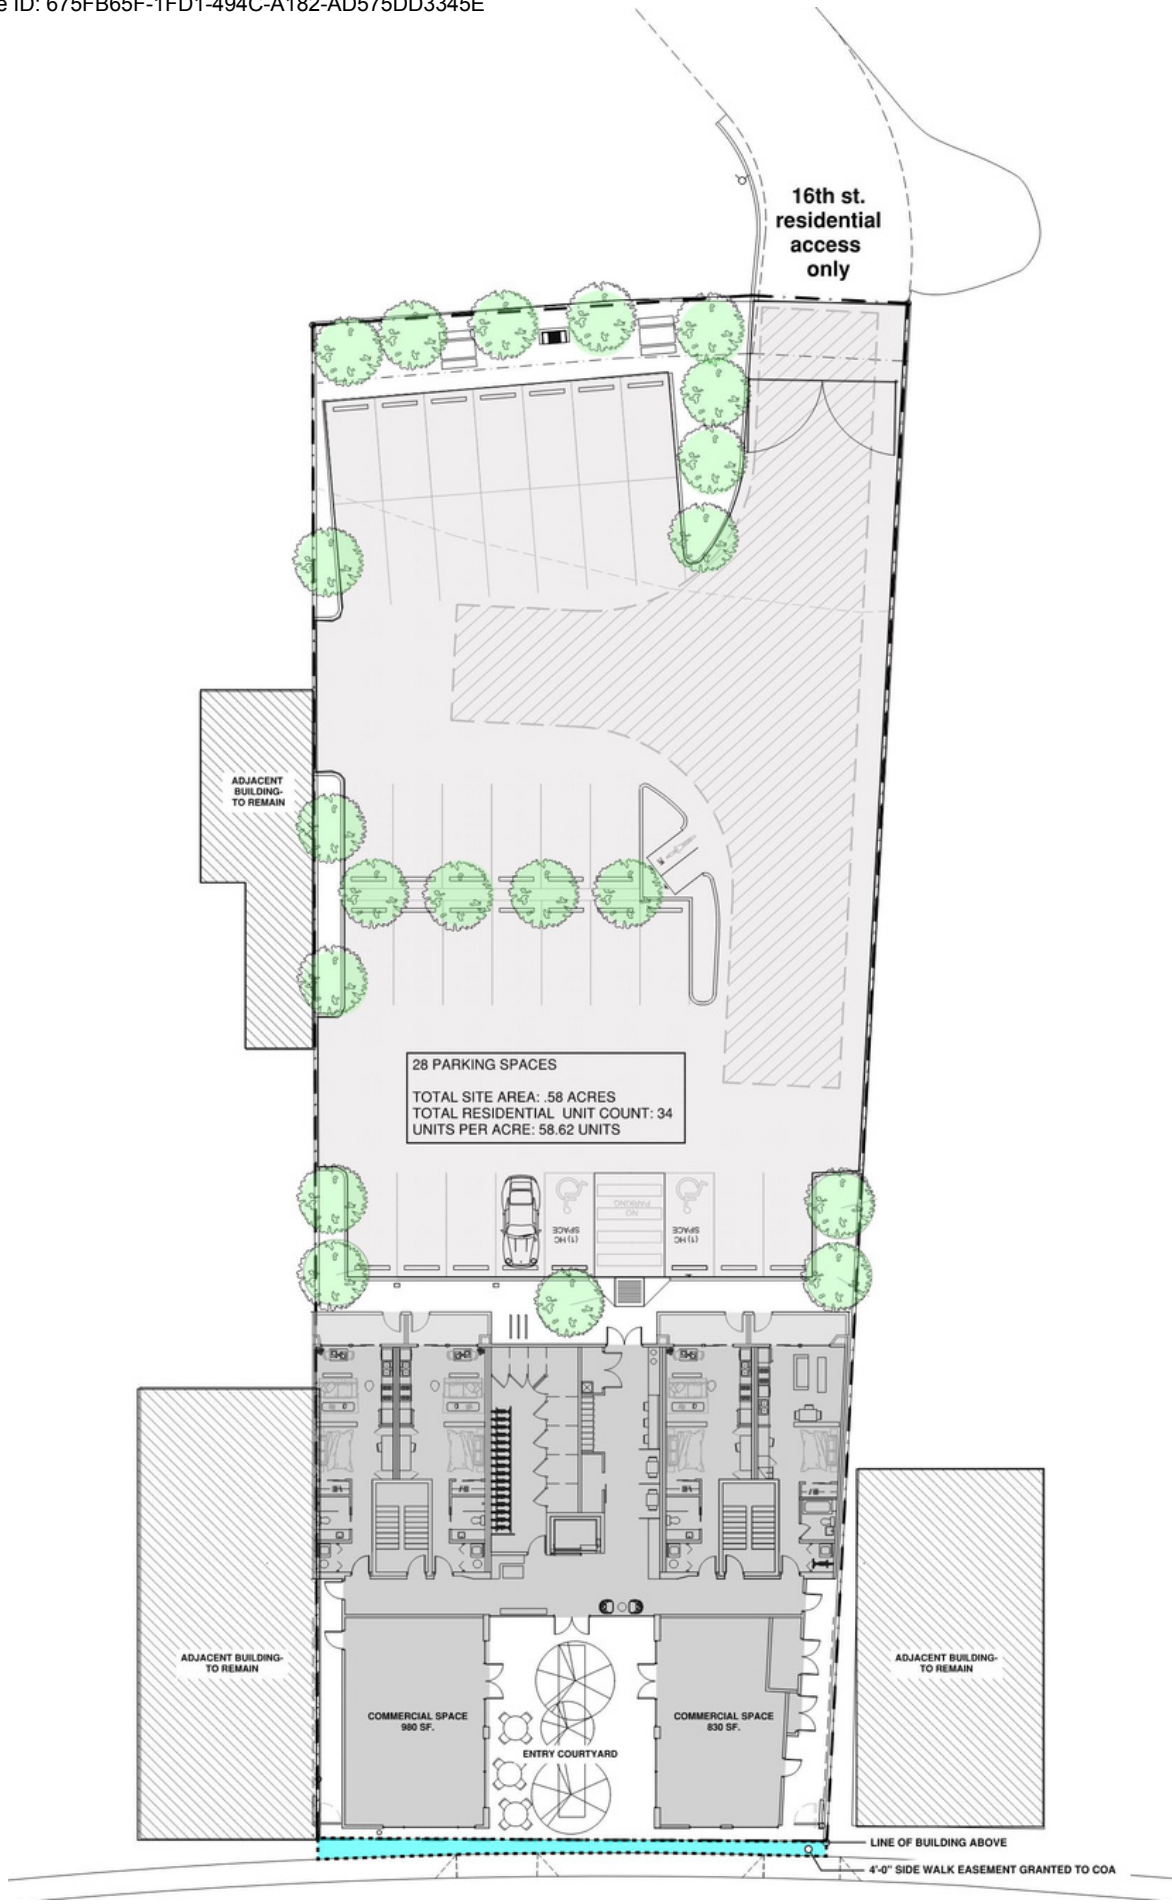 e ID: 675FB65F-1FD1-494C-A182-AD575DD3345E
16th st.
residential
access
only
ADJACENT
BUILDING-
TO REMAIN
28 PARKING SPACES
TOTAL SITE AREA: .58 ACRES
TOTAL RESIDENTIAL UNIT COUNT: 34
UNITS PER ACRE: 58.62 UNITS
(1) HC
SPACE
NO
PARKING
(1) HC
SPACE
ADJACENT BUILDING-
TO REMAIN
COMMERCIAL SPACE
980 SF.
ENTRY COURTYARD
COMMERCIAL SPACE
830 SF.
ADJACENT BUILDING-
TO REMAIN
LINE OF BUILDING ABOVE
4'-0" SIDE WALK EASEMENT GRANTED TO COA